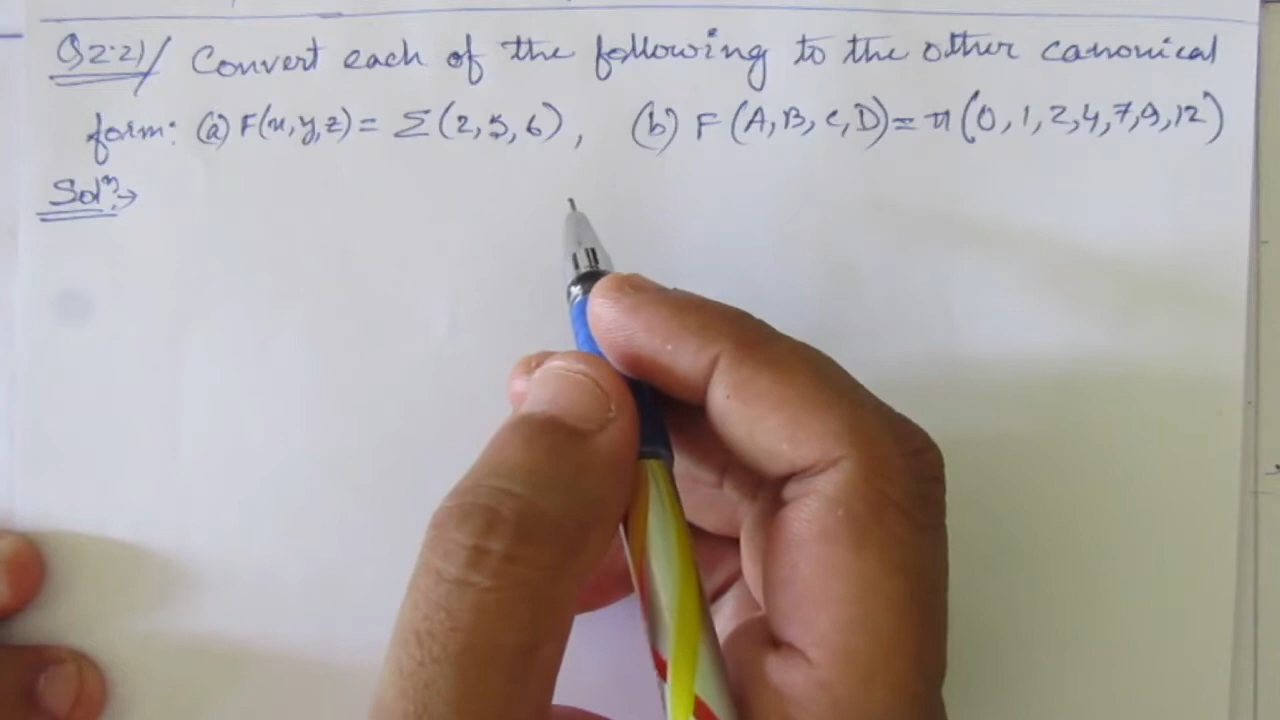 Q2.21/ Convert each of the following to the other canonical
form: (a) F(x,y,z) = Σ(2,5,6), (b) F(A,B,C,D) = π(0,1,2,4,7,9,12)
Solⁿ:→